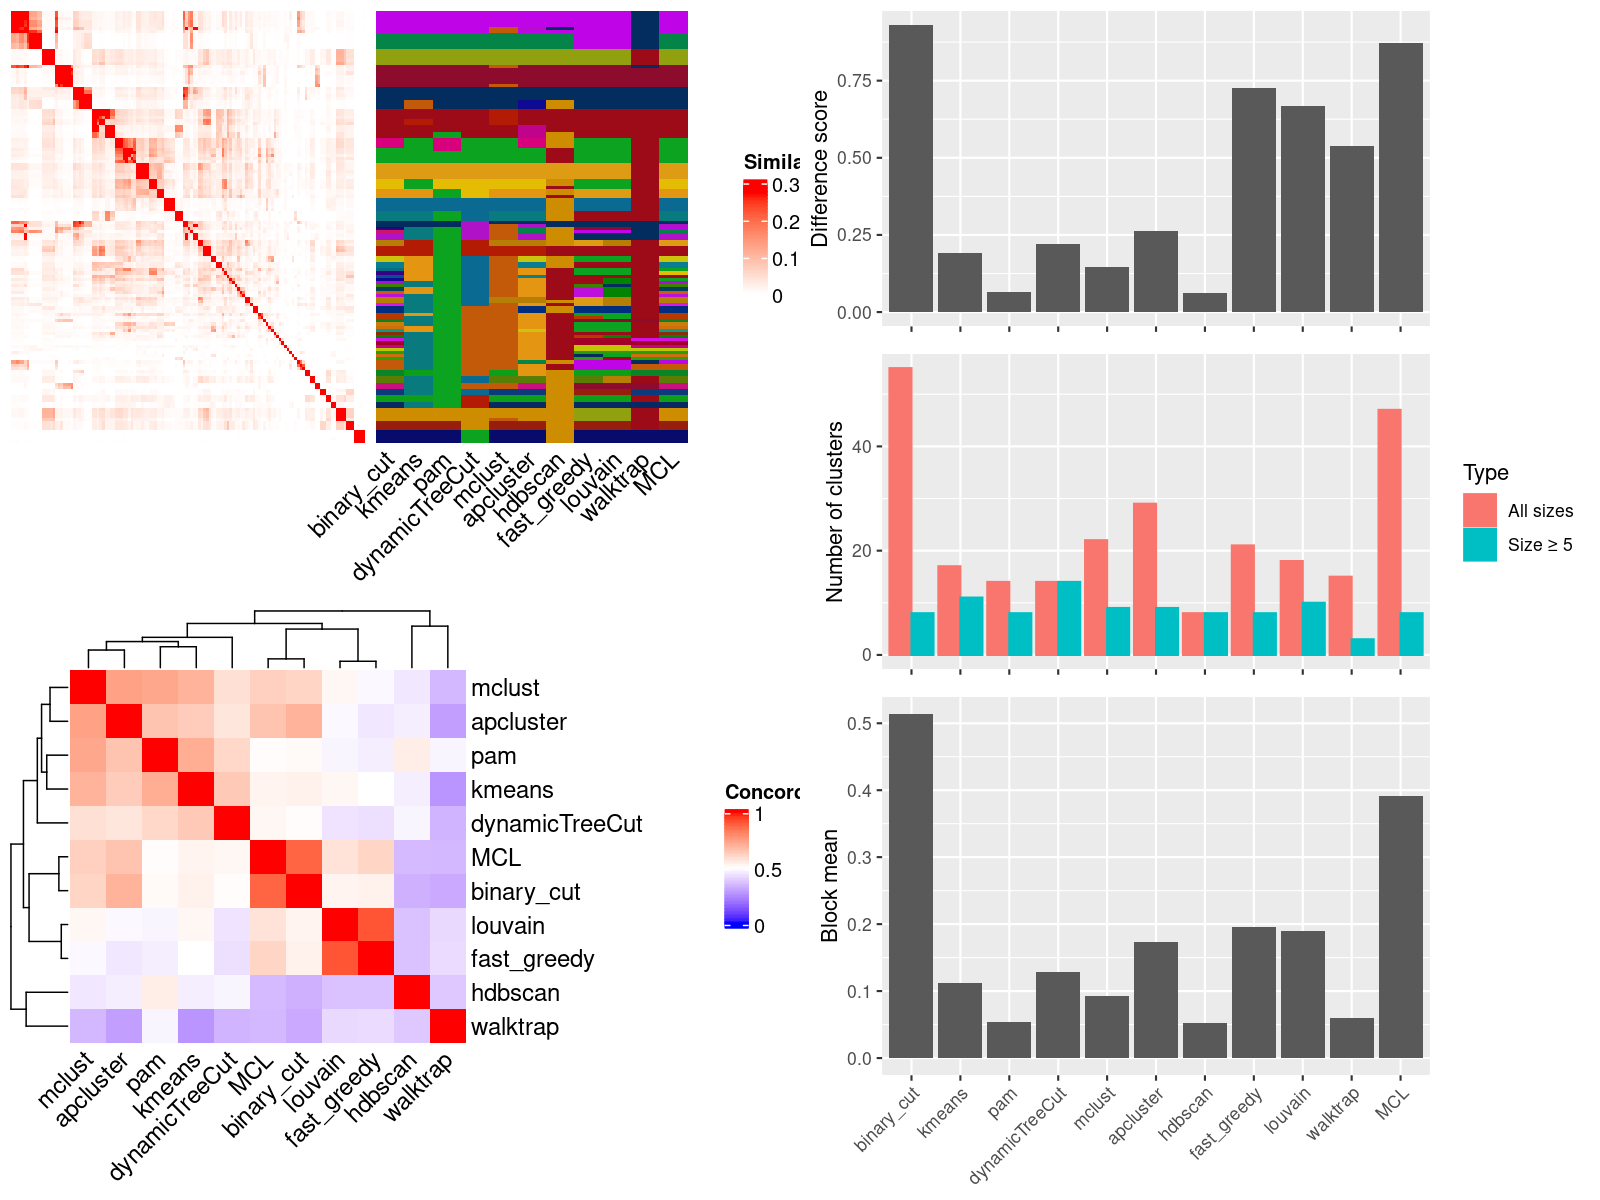 Simila
0.3
0.2
0.1
0
binary_cut
kmeans
pam
dynamicTreeCut
mclust
apcluster
hdbscan
fast_greedy
louvain
walktrap
MCL
mclust
apcluster
pam
kmeans
dynamicTreeCut
MCL
binary_cut
louvain
fast_greedy
hdbscan
walktrap
mclust
apcluster
pam
kmeans
dynamicTreeCut
MCL
binary_cut
louvain
fast_greedy
hdbscan
walktrap
Concord
1
0.5
0
Difference score
0.75
0.50
0.25
0.00
Number of clusters
40
20
0
Type
All sizes
Size ≥ 5
Block mean
0.5
0.4
0.3
0.2
0.1
0.0
binary_cut
kmeans
pam
dynamicTreeCut
mclust
apcluster
hdbscan
fast_greedy
louvain
walktrap
MCL